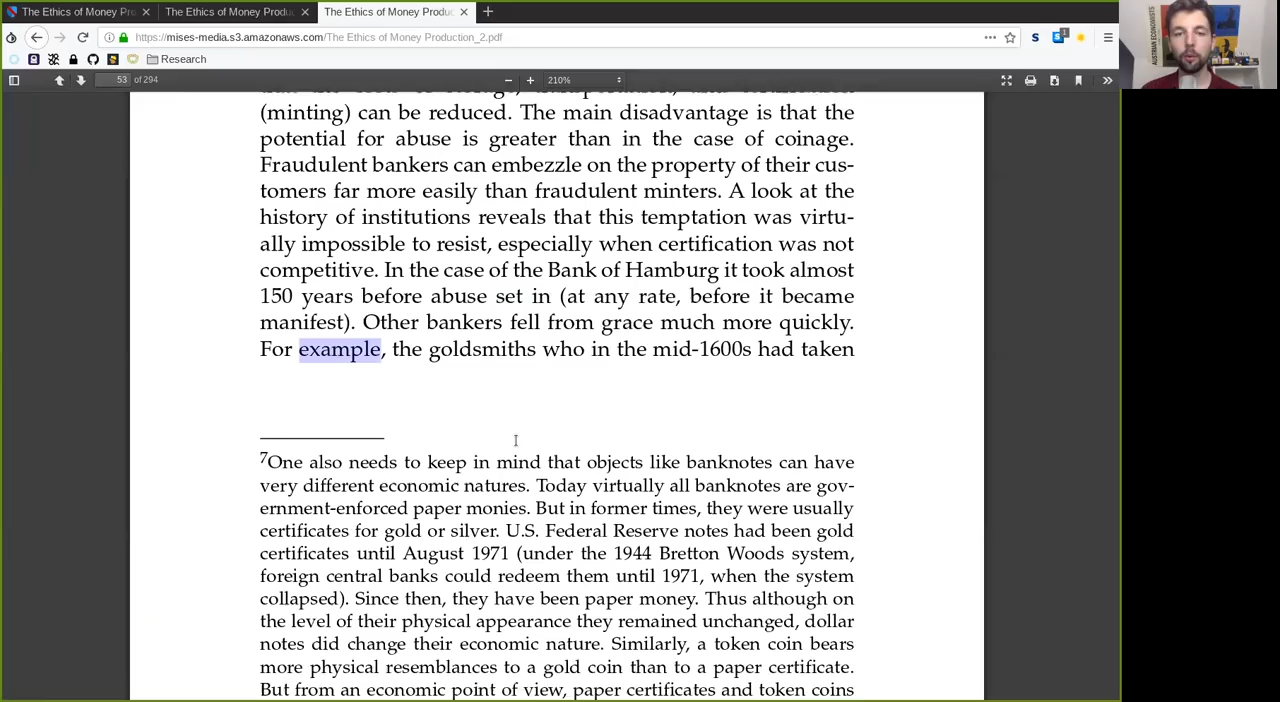 The Ethics of Money Pro
The Ethics of Money Produ
The Ethics of Money Produc
https://mises-media.s3.amazonaws.com/The Ethics of Money Production_2.pdf
Research
53 of 294
210%
(minting) can be reduced. The main disadvantage is that the
potential for abuse is greater than in the case of coinage.
Fraudulent bankers can embezzle on the property of their cus-
tomers far more easily than fraudulent minters. A look at the
history of institutions reveals that this temptation was virtu-
ally impossible to resist, especially when certification was not
competitive. In the case of the Bank of Hamburg it took almost
150 years before abuse set in (at any rate, before it became
manifest). Other bankers fell from grace much more quickly.
For example, the goldsmiths who in the mid-1600s had taken
7One also needs to keep in mind that objects like banknotes can have
very different economic natures. Today virtually all banknotes are gov-
ernment-enforced paper monies. But in former times, they were usually
certificates for gold or silver. U.S. Federal Reserve notes had been gold
certificates until August 1971 (under the 1944 Bretton Woods system,
foreign central banks could redeem them until 1971, when the system
collapsed). Since then, they have been paper money. Thus although on
the level of their physical appearance they remained unchanged, dollar
notes did change their economic nature. Similarly, a token coin bears
more physical resemblances to a gold coin than to a paper certificate.
But from an economic point of view, paper certificates and token coins
AUSTRIAN ECONOMISTS